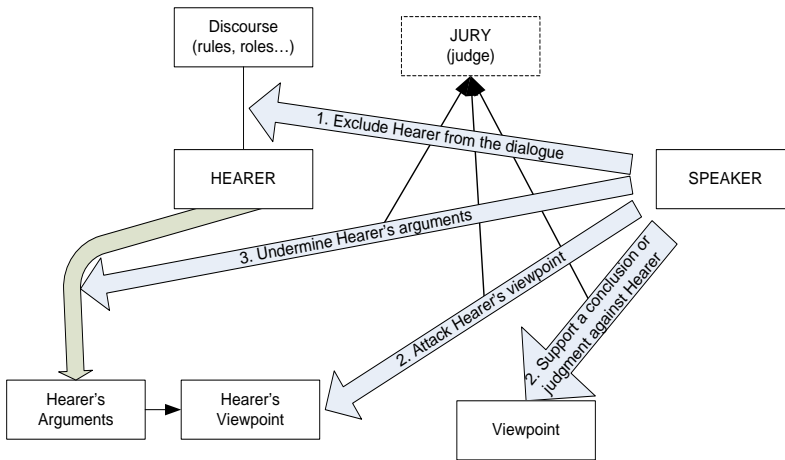 Discourse
(rules, roles…)
JURY
(judge)
1. Exclude Hearer from the dialogue
HEARER
SPEAKER
3. Undermine Hearer's arguments
2. Attack Hearer's viewpoint
2. Support a conclusion or
judgment against Hearer
Hearer's
Arguments
Hearer's
Viewpoint
Viewpoint